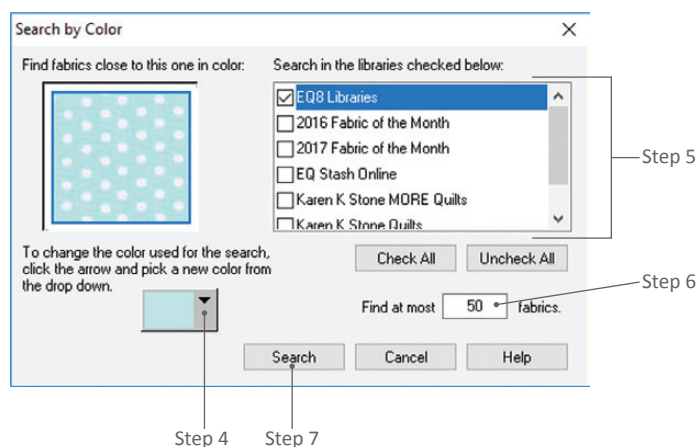 Search by Color
Find fabrics close to this one in color:
Search in the libraries checked below:
EQ8 Libraries
2016 Fabric of the Month
2017 Fabric of the Month
EQ Stash Online
Karen K Stone MORE Quilts
Karen K Stone Quilts
Step 5
To change the color used for the search,
click the arrow and pick a new color from
the drop down.
Check All
Uncheck All
Find at most 50 fabrics.
Step 6
Search
Cancel
Help
Step 4
Step 7